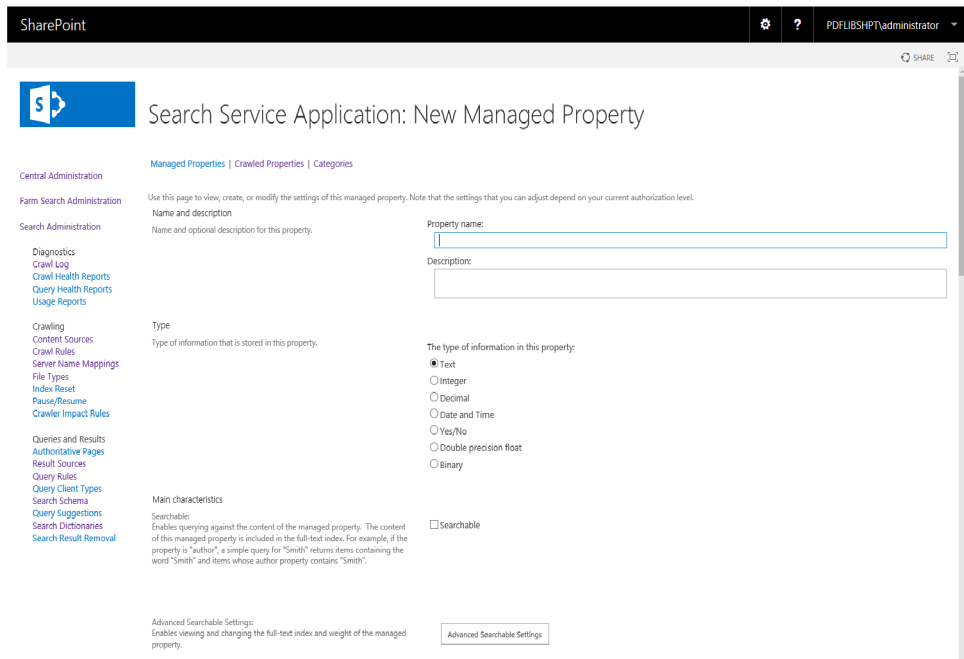 SharePoint
? PDFLIBSHPT\administrator
SHARE
S
Search Service Application: New Managed Property
Managed Properties | Crawled Properties | Categories
Central Administration
Farm Search Administration
Search Administration
Diagnostics
Crawl Log
Crawl Health Reports
Query Health Reports
Usage Reports
Crawling
Content Sources
Crawl Rules
Server Name Mappings
File Types
Index Reset
Pause/Resume
Crawler Impact Rules
Queries and Results
Authoritative Pages
Result Sources
Query Rules
Query Client Types
Search Schema
Query Suggestions
Search Dictionaries
Search Result Removal
Use this page to view, create, or modify the settings of this managed property. Note that the settings that you can adjust depend on your current authorization level.
Name and description
Name and optional description for this property.
Property name:
Description:
Type
Type of information that is stored in this property.
The type of information in this property:
Text
Integer
Decimal
Date and Time
Yes/No
Double precision float
Binary
Main characteristics
Searchable:
Enables querying against the content of the managed property. The content
of this managed property is included in the full-text index. For example, if the
property is "author", a simple query for "Smith" returns items containing the
word "Smith" and items whose author property contains "Smith".
Searchable
Advanced Searchable Settings:
Enables viewing and changing the full-text index and weight of the managed
property.
Advanced Searchable Settings